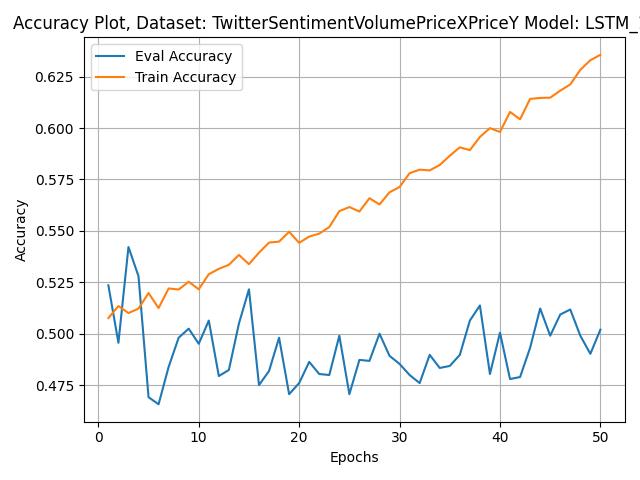 Accuracy Plot, Dataset: TwitterSentimentVolumePriceXPriceY Model: LSTM_
Eval Accuracy
Train Accuracy
0.625
0.600
0.575
0.550
0.525
0.500
0.475
Accuracy
0 10 20 30 40 50
Epochs